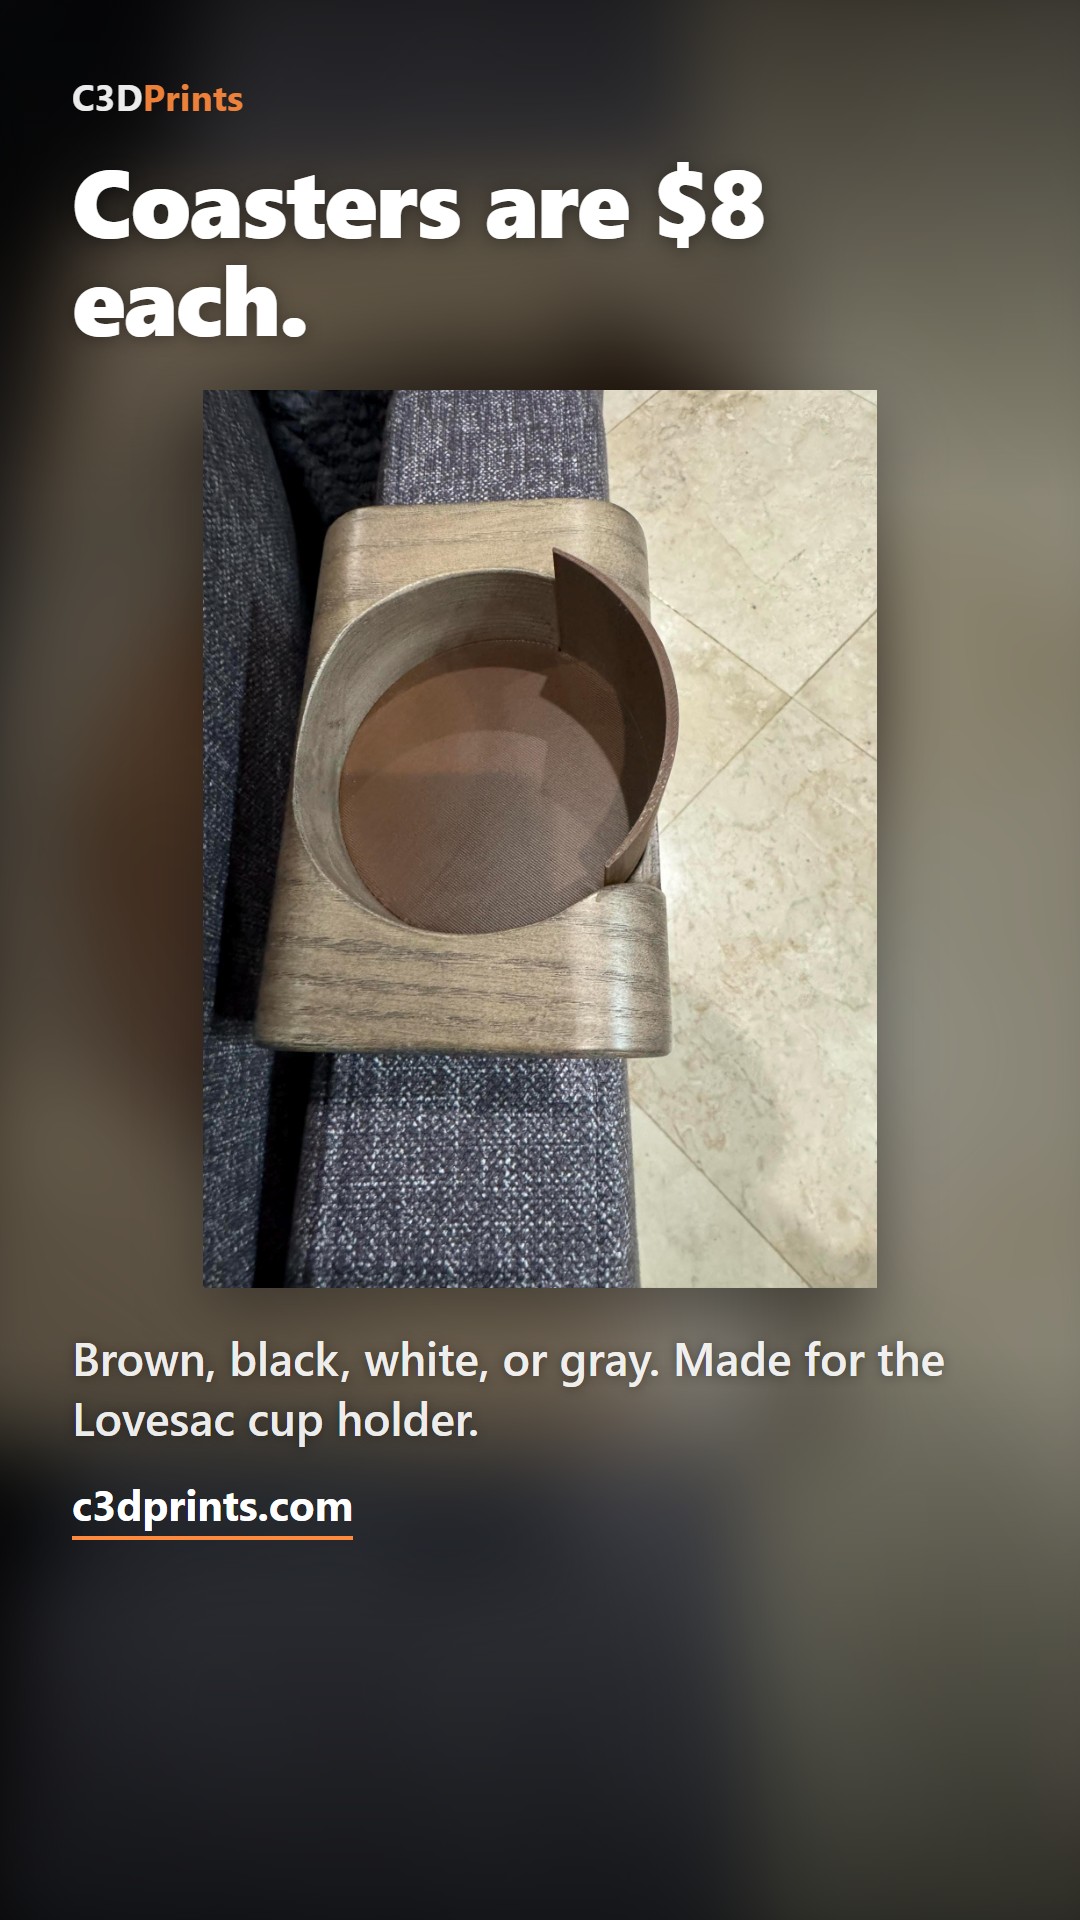 C3DPrints
Coasters are $8
each.
Brown, black, white, or gray. Made for the
Lovesac cup holder.
c3dprints.com